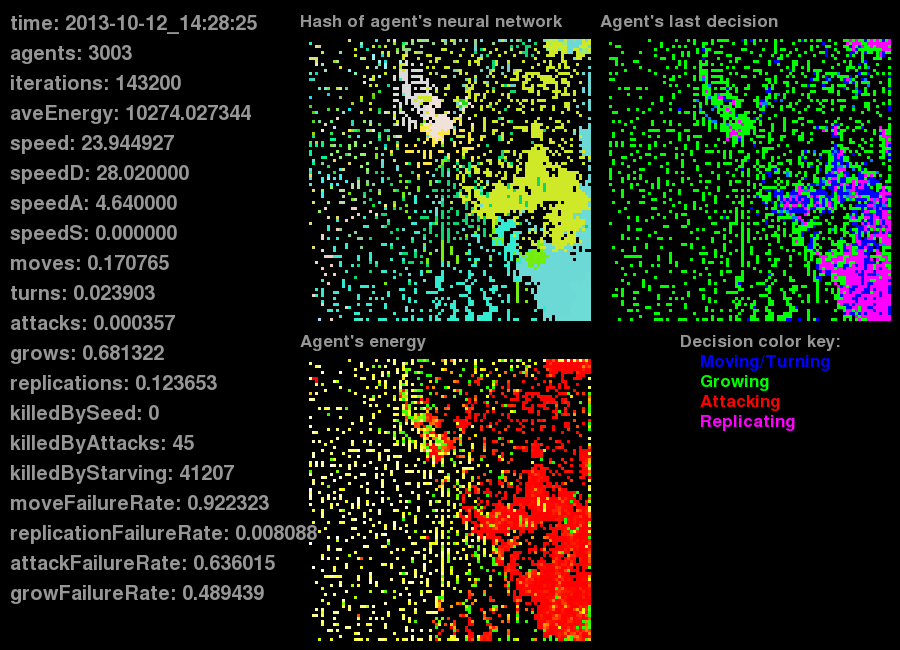 time: 2013-10-12_14:28:25
agents: 3003
iterations: 143200
aveEnergy: 10274.027344
speed: 23.944927
speedD: 28.020000
speedA: 4.640000
speedS: 0.000000
moves: 0.170765
turns: 0.023903
attacks: 0.000357
grows: 0.681322
replications: 0.123653
killedBySeed: 0
killedByAttacks: 45
killedByStarving: 41207
moveFailureRate: 0.922323
replicationFailureRate: 0.008088
attackFailureRate: 0.636015
growFailureRate: 0.489439
Hash of agent's neural network
Agent's last decision
Agent's energy
Decision color key:
Moving/Turning
Growing
Attacking
Replicating